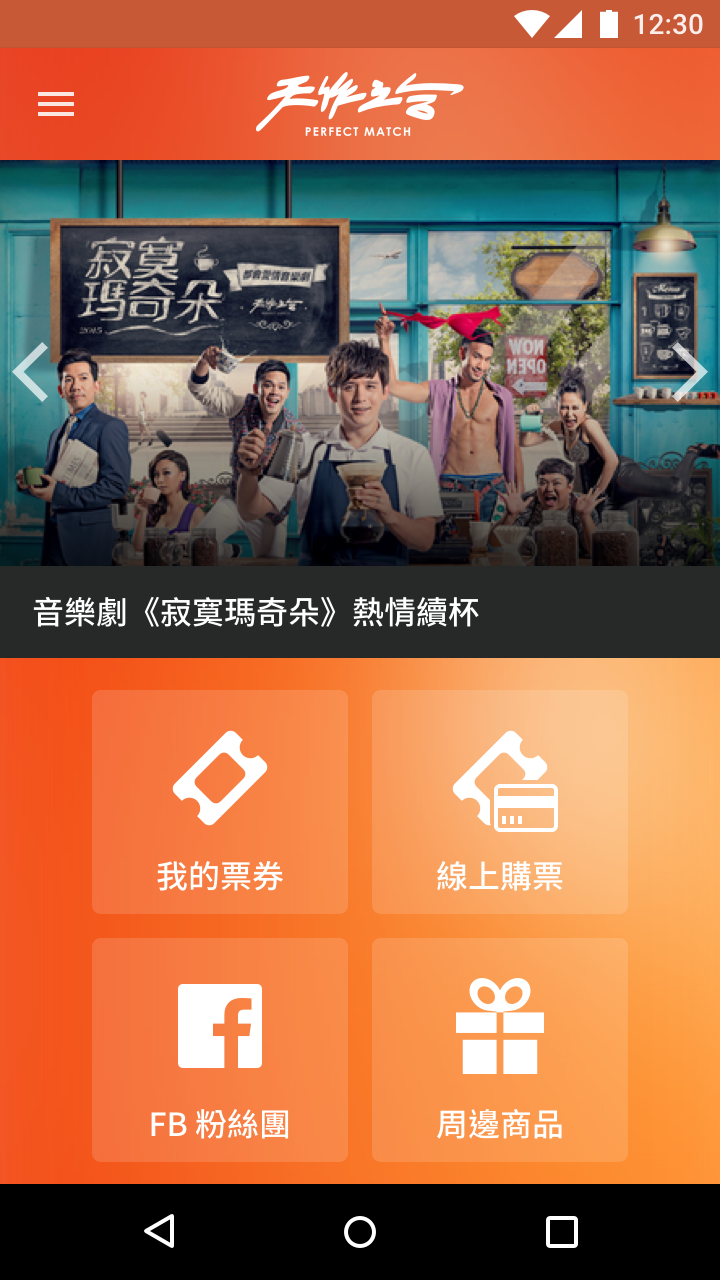 12:30
天作之合
PERFECT MATCH
寂寞
瑪奇朵
都會愛情音樂劇
天作之合
2015
Menu
NOW
OPEN
音樂劇《寂寞瑪奇朵》熱情續杯
我的票券
線上購票
FB 粉絲團
周邊商品